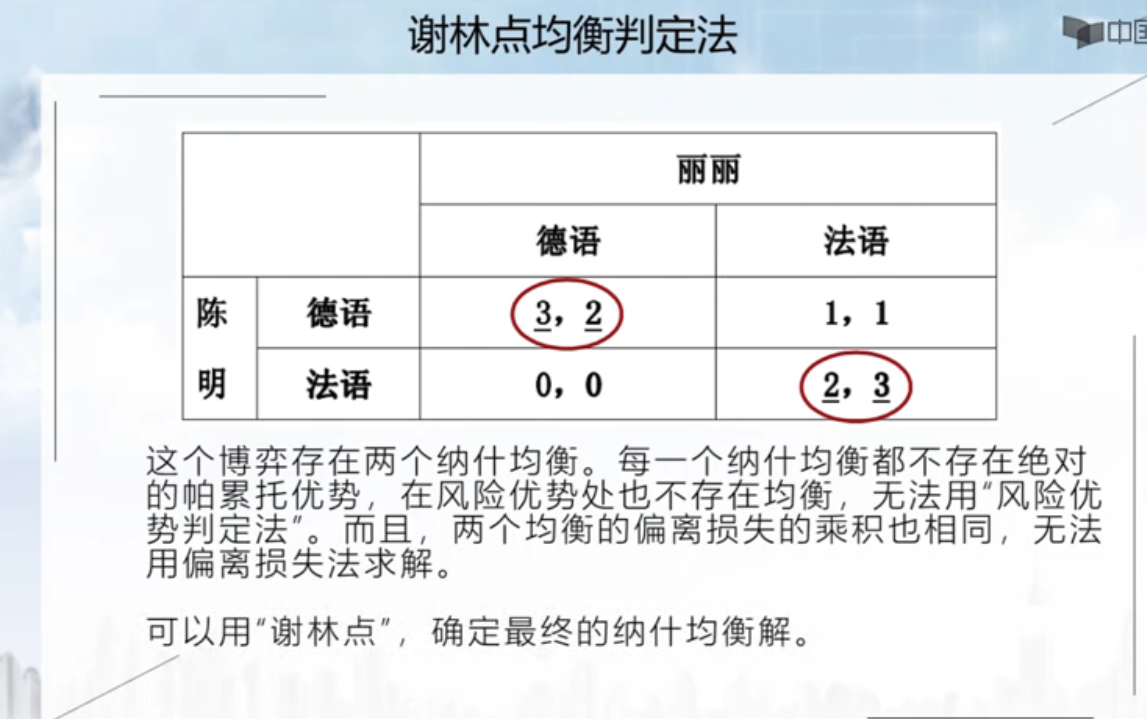 谢林点均衡判定法
中国
丽丽
德语 法语
陈 德语 3，2 1，1
明 法语 0，0 2，3
这个博弈存在两个纳什均衡。每一个纳什均衡都不存在绝对
的帕累托优势，在风险优势处也不存在均衡，无法用“风险优
势判定法”。而且，两个均衡的偏离损失的乘积也相同，无法
用偏离损失法求解。
可以用“谢林点”，确定最终的纳什均衡解。